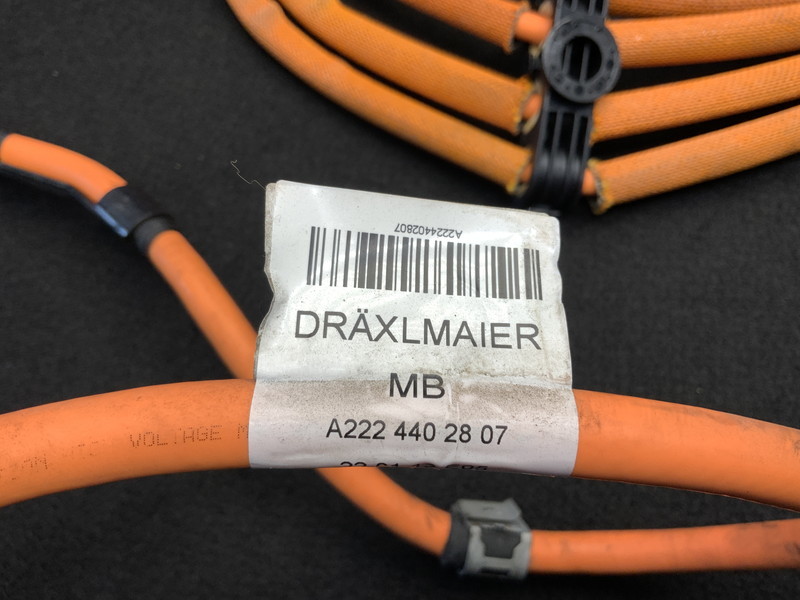 A2224402807
DRÄXLMAIER
MB
A222 440 28 07
VOLTAGE